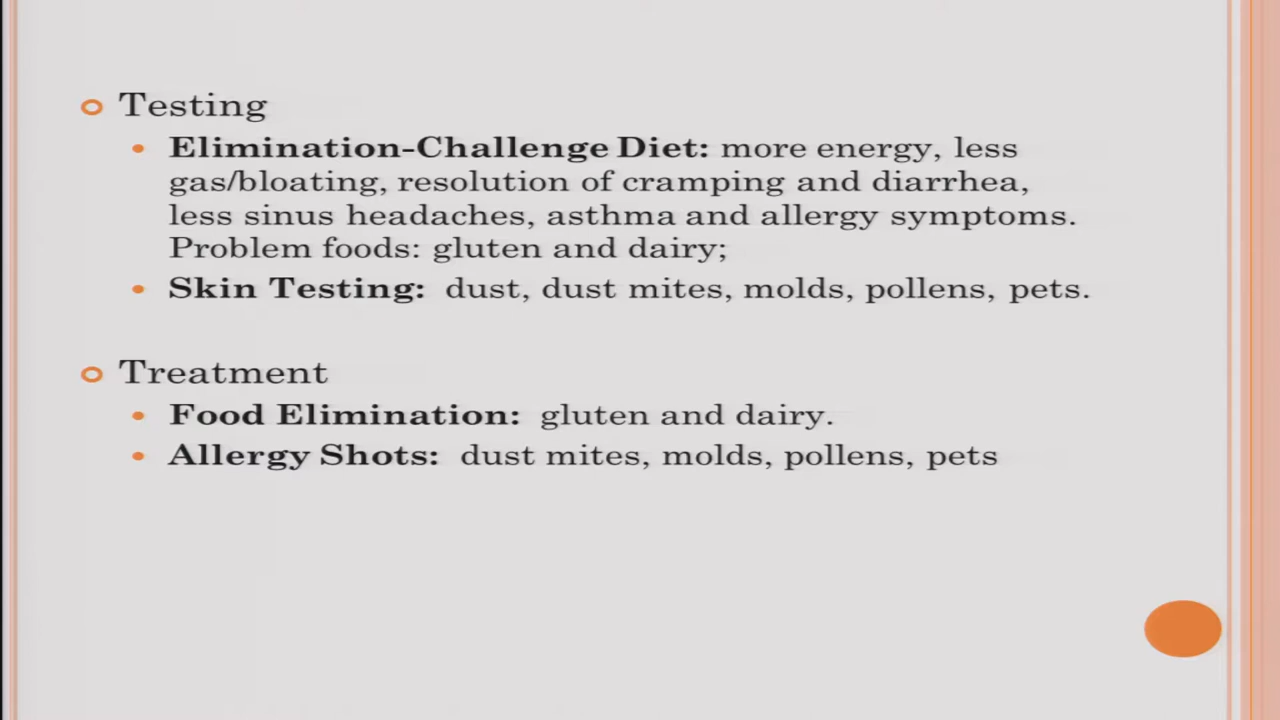 Testing
Elimination-Challenge Diet: more energy, less
gas/bloating, resolution of cramping and diarrhea,
less sinus headaches, asthma and allergy symptoms.
Problem foods: gluten and dairy;
Skin Testing: dust, dust mites, molds, pollens, pets.
Treatment
Food Elimination: gluten and dairy.
Allergy Shots: dust mites, molds, pollens, pets